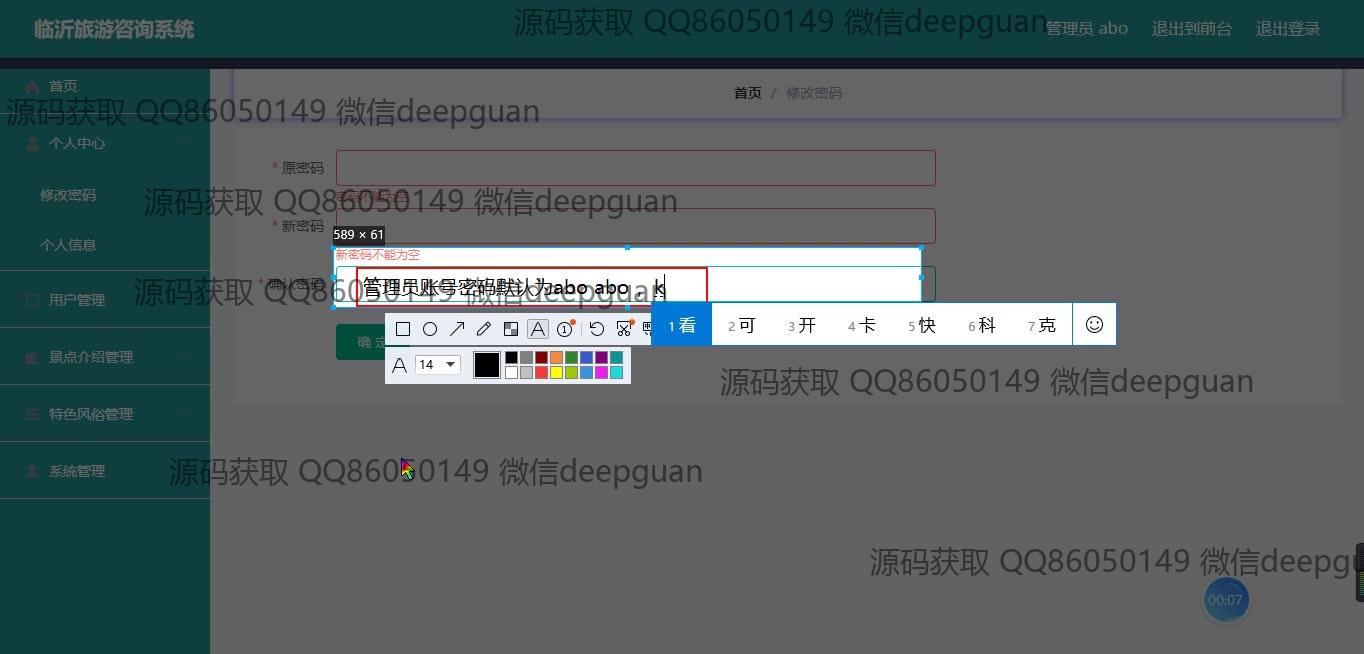 临沂旅游咨询系统
源码获取 QQ86050149 微信deepguan
管理员 abo 退出到前台 退出登录
首页
首页 / 修改密码
源码获取 QQ86050149 微信deepguan
个人中心
* 原密码
修改密码
密码不能为空
源码获取 QQ86050149 微信deepguan
* 新密码
589 × 61
个人信息
新密码不能为空
* 确认密码
管理员账号密码默认为abo abo , k
源码获取 QQ86050149 微信deepguan
用户管理
1 看 2 可 3 开 4 卡 5 快 6 科 7 克
确 定
A
1
景点介绍管理
A 14
源码获取 QQ86050149 微信deepguan
特色风俗管理
系统管理
源码获取 QQ86050149 微信deepguan
源码获取 QQ86050149 微信deepgu
00:07